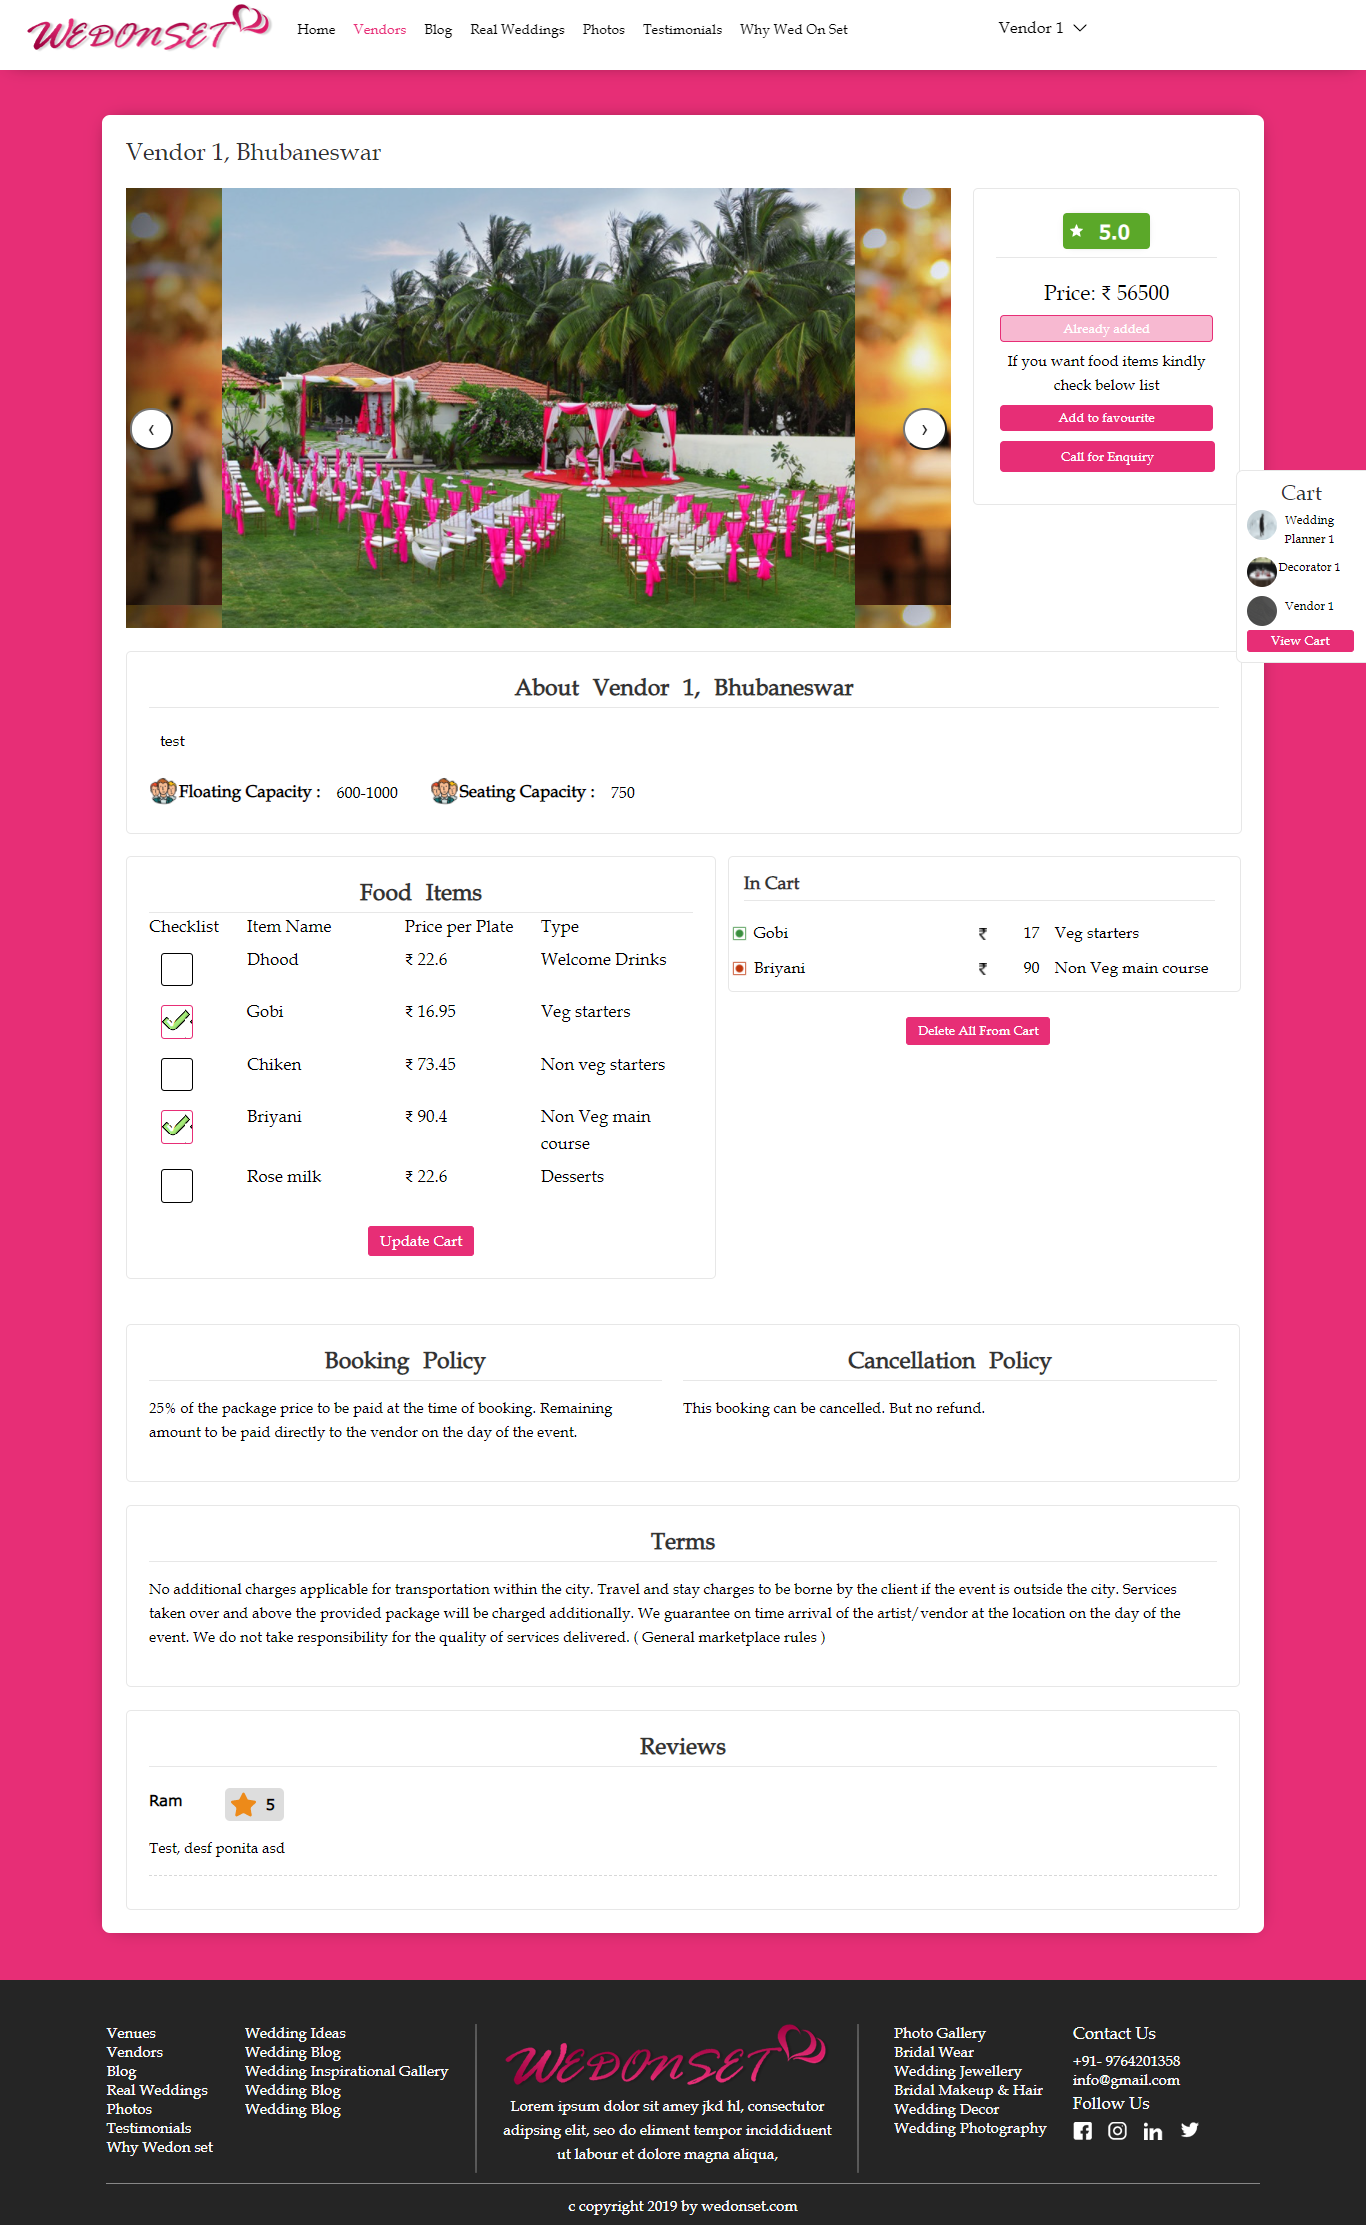 WEDONSET
Home Vendors Blog Real Weddings Photos Testimonials Why Wed On Set
Vendor 1
Vendor 1, Bhubaneswar
5.0
Price: ₹ 56500
Already added
If you want food items kindly
check below list
Add to favourite
Call for Enquiry
Cart
Wedding
Planner 1
Decorator 1
Vendor 1
View Cart
About Vendor 1, Bhubaneswar
test
Floating Capacity : 600-1000 Seating Capacity : 750
Food Items
Checklist Item Name Price per Plate Type
Dhood ₹ 22.6 Welcome Drinks
Gobi ₹ 16.95 Veg starters
Chiken ₹ 73.45 Non veg starters
Briyani ₹ 90.4 Non Veg main
course
Rose milk ₹ 22.6 Desserts
Update Cart
In Cart
Gobi ₹ 17 Veg starters
Briyani ₹ 90 Non Veg main course
Delete All From Cart
Booking Policy
25% of the package price to be paid at the time of booking. Remaining
amount to be paid directly to the vendor on the day of the event.
Cancellation Policy
This booking can be cancelled. But no refund.
Terms
No additional charges applicable for transportation within the city. Travel and stay charges to be borne by the client if the event is outside the city. Services
taken over and above the provided package will be charged additionally. We guarantee on time arrival of the artist/vendor at the location on the day of the
event. We do not take responsibility for the quality of services delivered. ( General marketplace rules )
Reviews
Ram 5
Test, desf ponita asd
Venues
Vendors
Blog
Real Weddings
Photos
Testimonials
Why Wedon set
Wedding Ideas
Wedding Blog
Wedding Inspirational Gallery
Wedding Blog
Wedding Blog
WEDONSET
Lorem ipsum dolor sit amey jkd hl, consectutor
adipsing elit, seo do eliment tempor inciddiduent
ut labour et dolore magna aliqua,
Photo Gallery
Bridal Wear
Wedding Jewellery
Bridal Makeup & Hair
Wedding Decor
Wedding Photography
Contact Us
+91- 9764201358
info@gmail.com
Follow Us
c copyright 2019 by wedonset.com